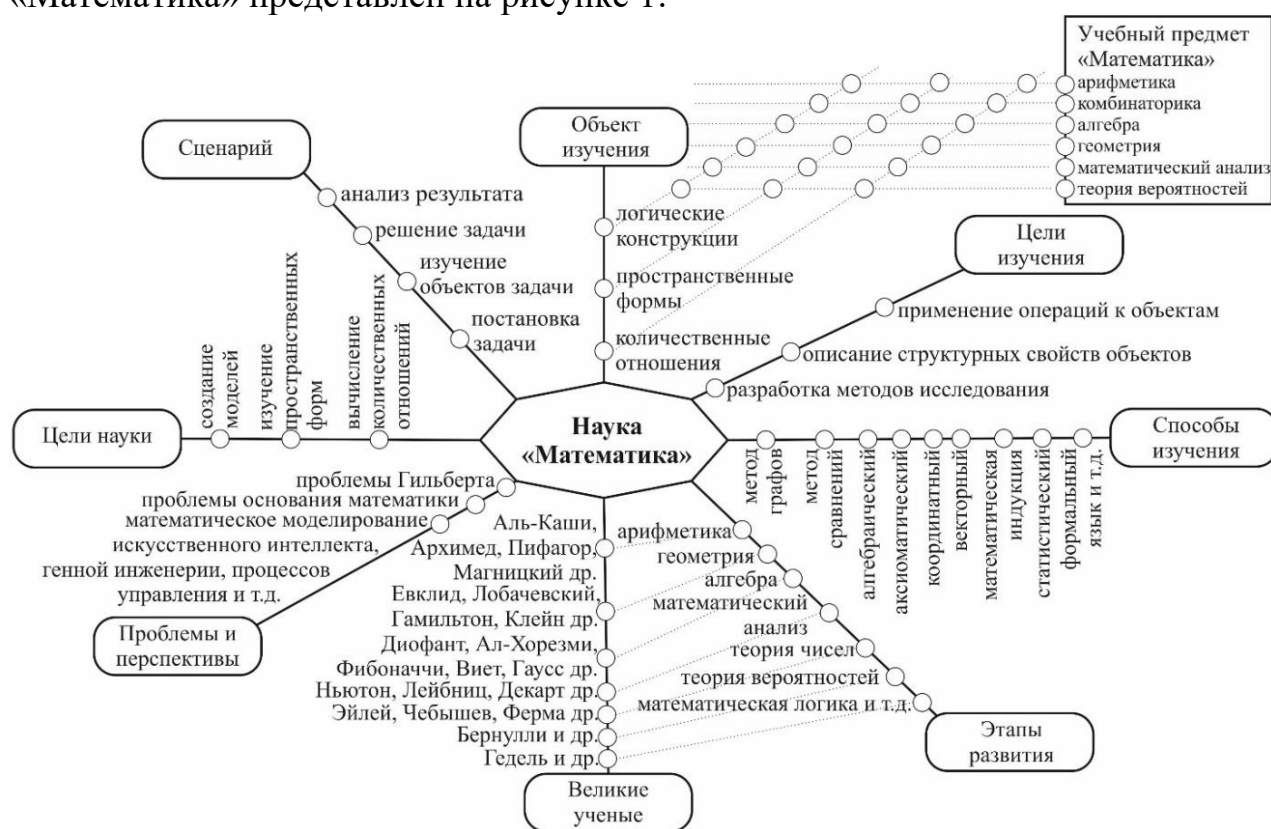 «Математика» представлен на рисунке 1.
Учебный предмет
«Математика»
арифметика
комбинаторика
алгебра
геометрия
математический анализ
теория вероятностей
Объект
изучения
логические
конструкции
пространственные
формы
количественные
отношения
Сценарий
анализ результата
решение задачи
изучение
объектов задачи
постановка
задачи
Цели
изучения
применение операций к объектам
описание структурных свойств объектов
разработка методов исследования
Цели науки
создание
моделей
изучение
пространственных
форм
вычисление
количественных
отношений
Наука
«Математика»
Способы
изучения
метод
графов
метод
сравнений
алгебраический
аксиоматический
координатный
векторный
математическая
индукция
статистический
формальный
язык и т.д.
проблемы Гильберта
проблемы основания математики
математическое моделирование
искусственного интеллекта,
генной инженерии, процессов
управления и т.д.
Проблемы и
перспективы
Аль-Каши,
Архимед, Пифагор,
Магницкий др.
Евклид, Лобачевский,
Гамильтон, Клейн др.
Диофант, Ал-Хорезми,
Фибоначчи, Виет, Гаусс др.
Ньютон, Лейбниц, Декарт др.
Эйлей, Чебышев, Ферма др.
Бернулли и др.
Гедель и др.
Великие
ученые
арифметика
геометрия
алгебра
математический
анализ
теория чисел
теория вероятностей
математическая логика и т.д.
Этапы
развития